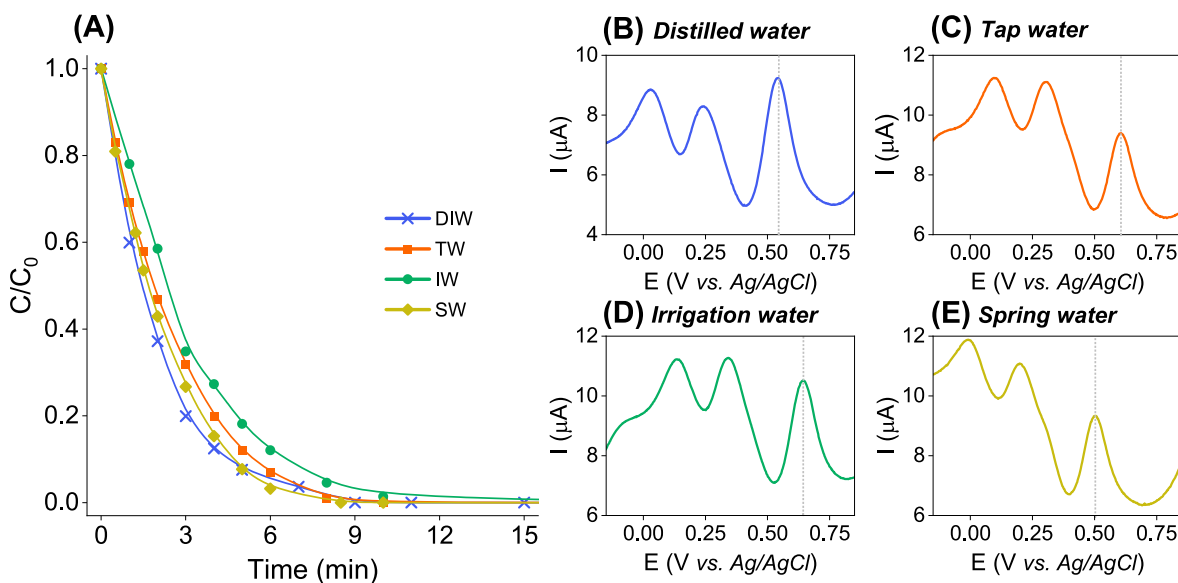 (A)
1.0
0.8
0.6
0.4
0.2
0.0
C/C0
0 3 6 9 12 15
Time (min)
DIW
TW
IW
SW
(B) Distilled water
10
8
6
4
I (μA)
0.00 0.25 0.50 0.75
E (V vs. Ag/AgCl)
(C) Tap water
12
10
8
6
I (μA)
0.00 0.25 0.50 0.75
E (V vs. Ag/AgCl)
(D) Irrigation water
12
10
8
6
I (μA)
0.00 0.25 0.50 0.75
E (V vs. Ag/AgCl)
(E) Spring water
12
10
8
6
I (μA)
0.00 0.25 0.50 0.75
E (V vs. Ag/AgCl)